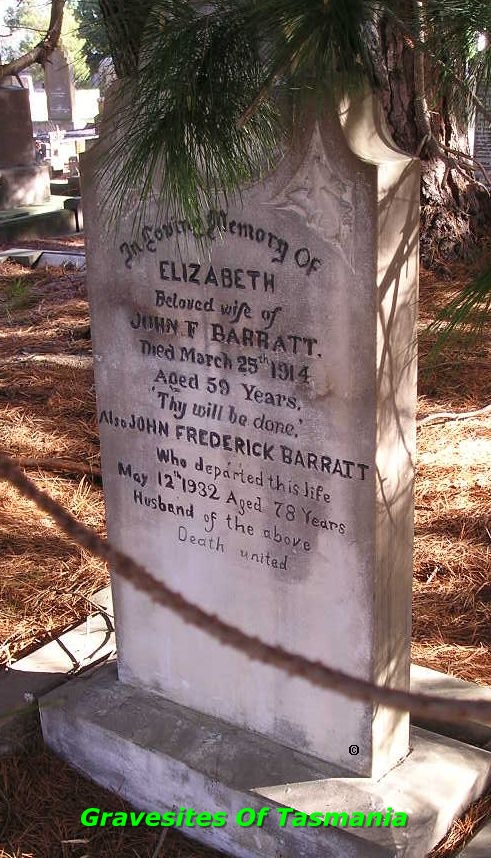 In Loving Memory Of
ELIZABETH
Beloved wife of
JOHN F BARRATT.
Died March 25th 1914
Aged 59 Years.
'Thy will be done.'
Also JOHN FREDERICK BARRATT
Who departed this life
May 12th 1932 Aged 78 Years
Husband of the above
Death united
©
Gravesites Of Tasmania